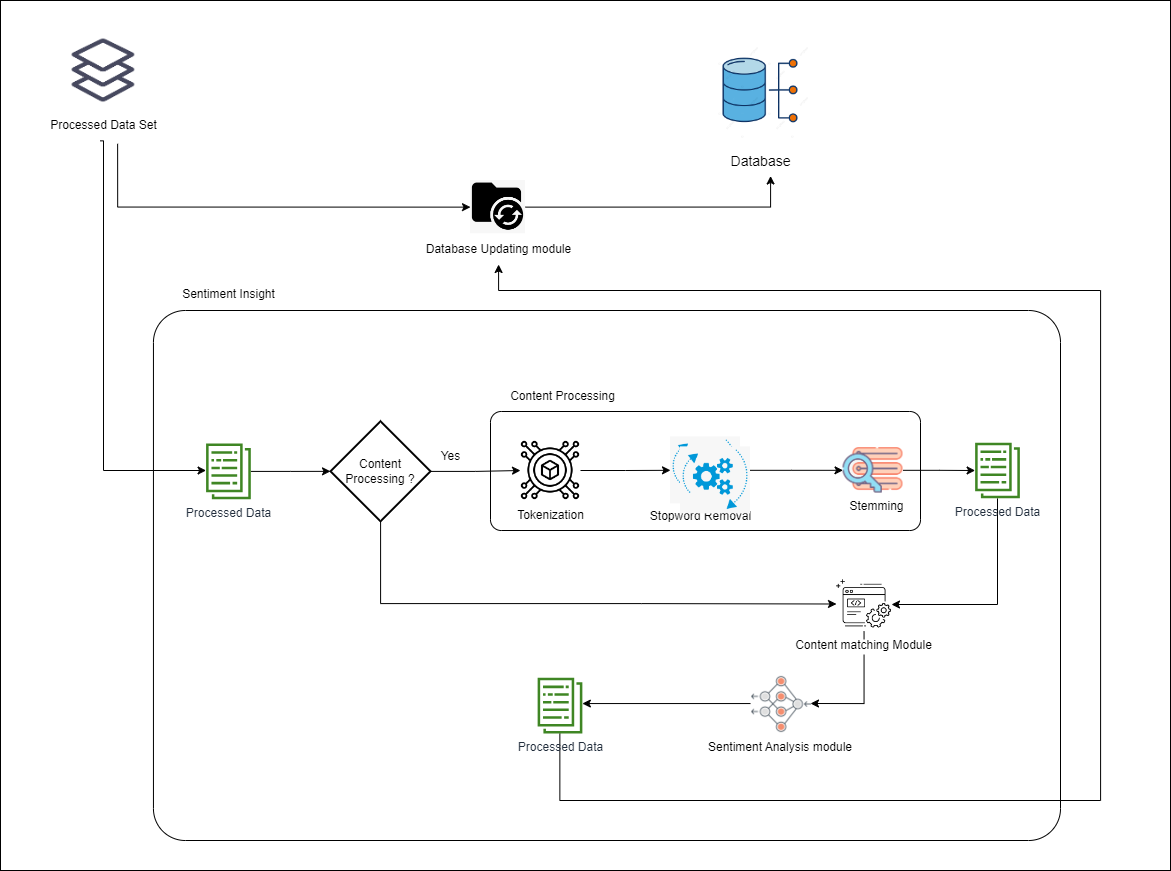 Processed Data Set
Database
Database Updating module
Sentiment Insight
Content Processing
Content
Processing ?
Yes
Tokenization
Stopword Removal
Stemming
Processed Data
Processed Data
Content matching Module
Processed Data
Sentiment Analysis module